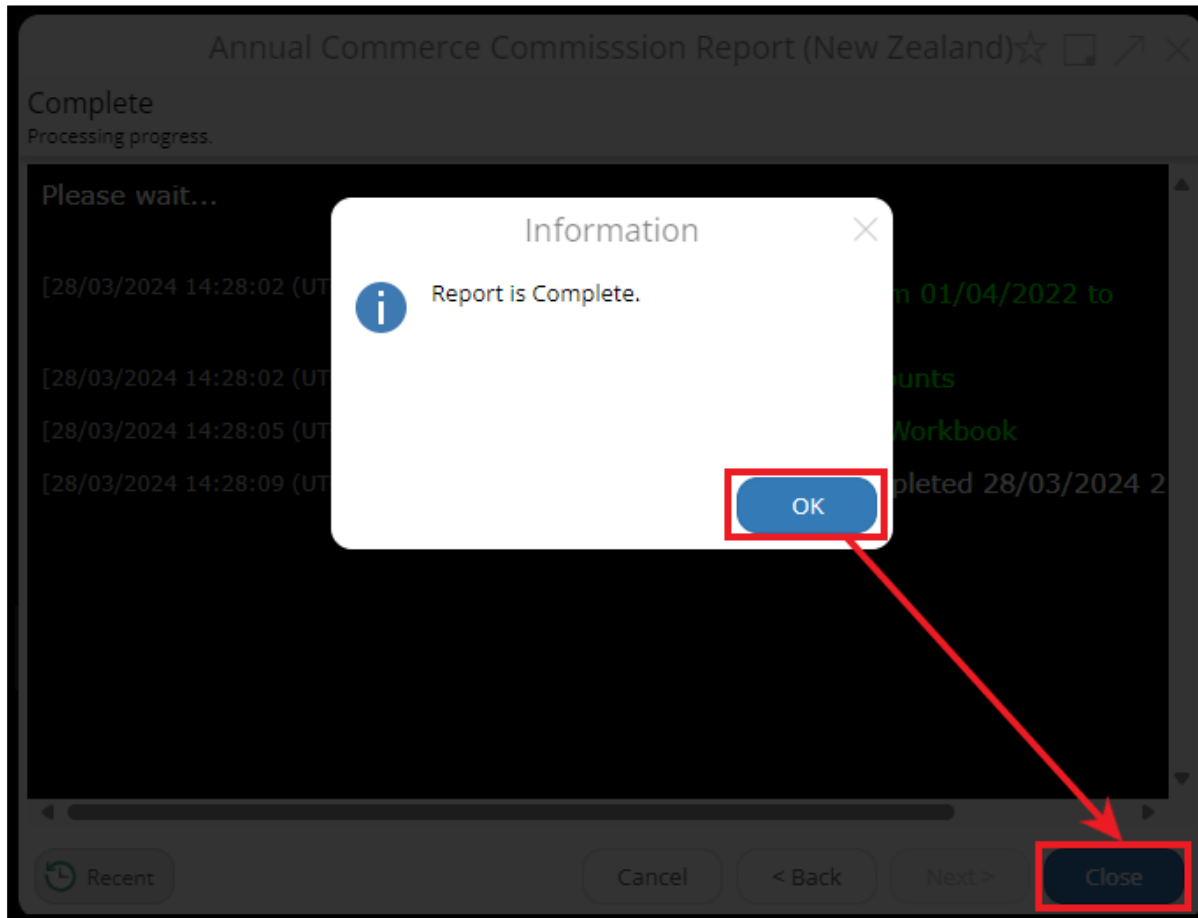 Annual Commerce Commisssion Report (New Zealand)
Complete
Processing progress.
Please wait...
Information
Report is Complete.
[28/03/2024 14:28:02 (UT
01/04/2022 to
[28/03/2024 14:28:02 (UT
[28/03/2024 14:28:05 (UT
Workbook
[28/03/2024 14:28:09 (UT
pleted 28/03/2024 2
OK
Recent
Cancel
< Back
Next >
Close